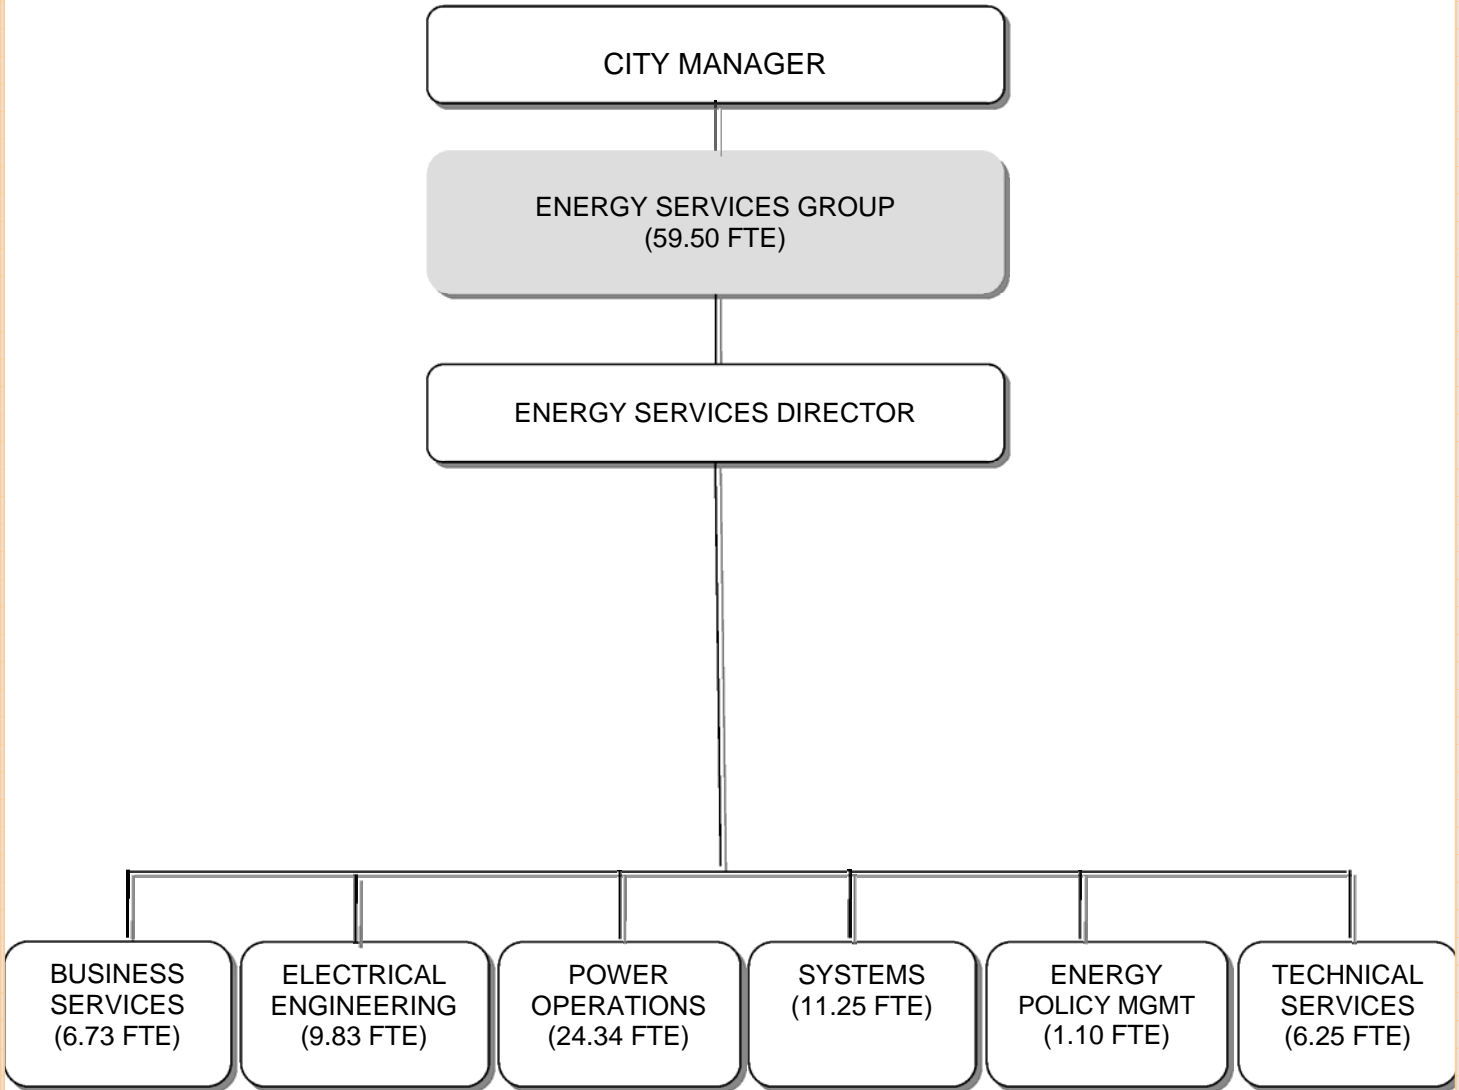 CITY MANAGER
ENERGY SERVICES GROUP
(59.50 FTE)
ENERGY SERVICES DIRECTOR
BUSINESS
SERVICES
(6.73 FTE)
ELECTRICAL
ENGINEERING
(9.83 FTE)
POWER
OPERATIONS
(24.34 FTE)
SYSTEMS
(11.25 FTE)
ENERGY
POLICY MGMT
(1.10 FTE)
TECHNICAL
SERVICES
(6.25 FTE)